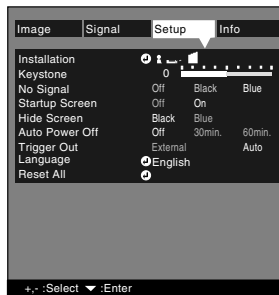 Image Signal Setup Info
Installation
Keystone 0
No Signal Off Black Blue
Startup Screen Off On
Hide Screen Black Blue
Auto Power Off Off 30min. 60min.
Trigger Out External Auto
Language English
Reset All
+,- :Select ▼ :Enter